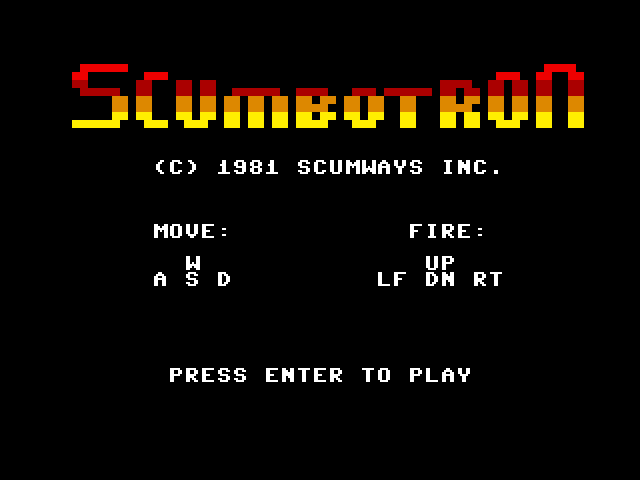 SCUMBOTRON
(C) 1981 SCUMWAYS INC.
MOVE: FIRE:
W UP
A S D LF DN RT
PRESS ENTER TO PLAY